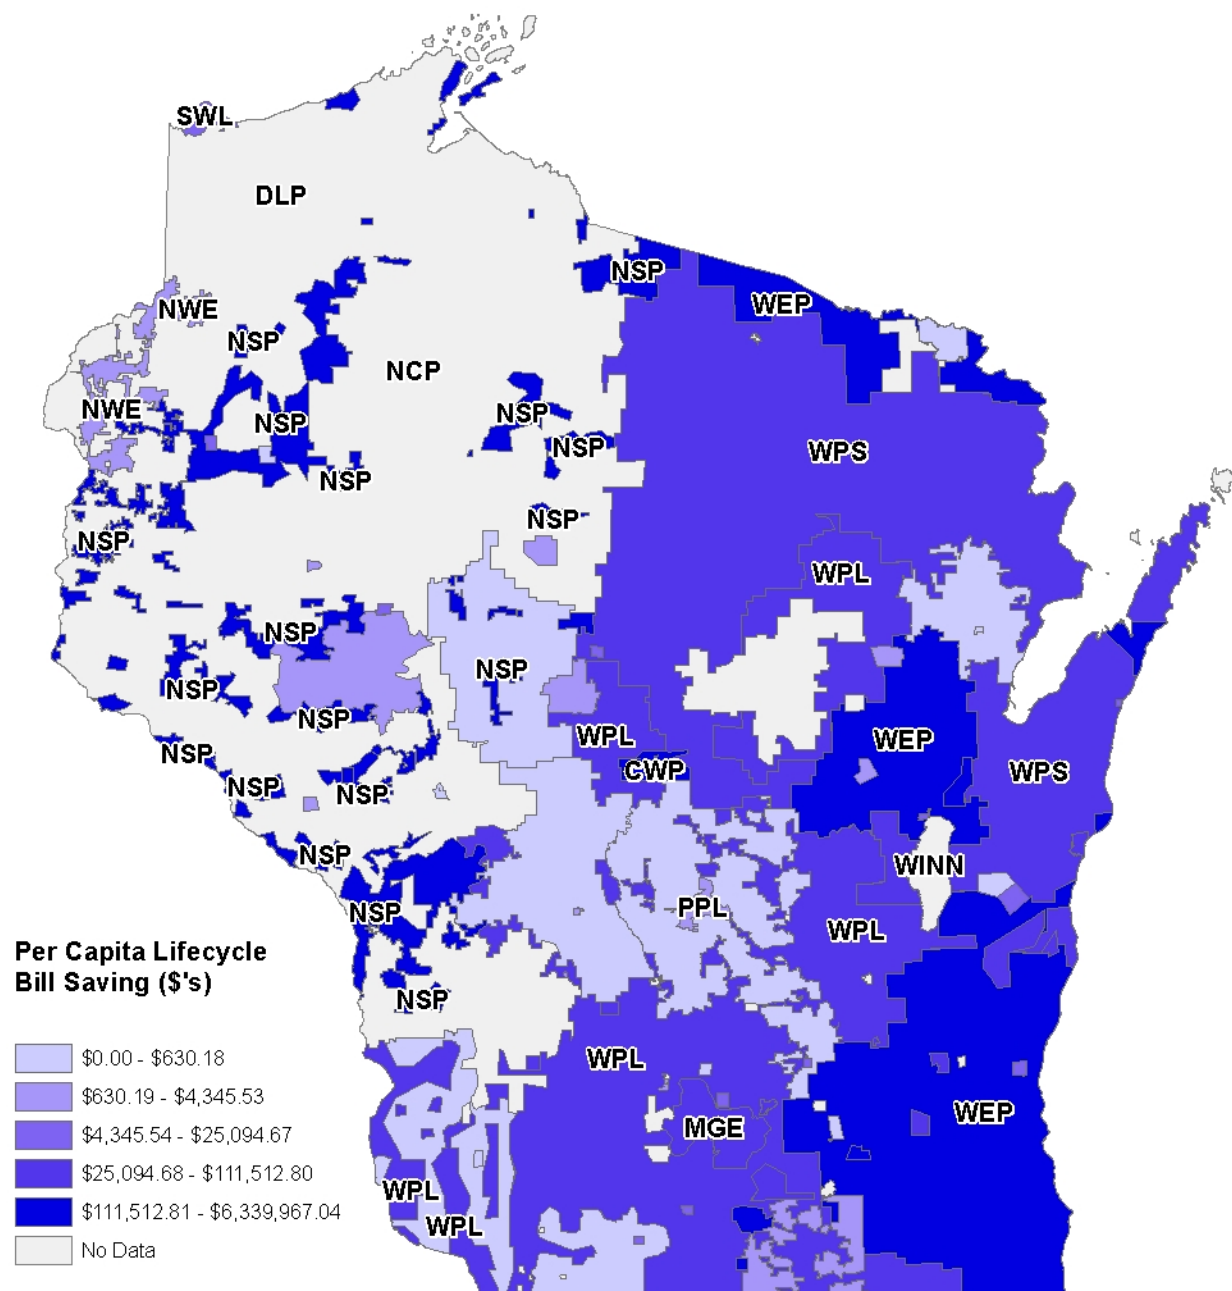 SWL
DLP
NSP
WEP
NWE
NSP
NCP
NWE
NSP
NSP
NSP
NSP
WPS
NSP
NSP
WPL
NSP
NSP
NSP
NSP
WPL
WEP
NSP
CWP
WPS
NSP
NSP
NSP
WINN
NSP
PPL
WPL
NSP
WPL
WEP
MGE
WPL
WPL
Per Capita Lifecycle
Bill Saving ($'s)
$0.00 - $630.18
$630.19 - $4,345.53
$4,345.54 - $25,094.67
$25,094.68 - $111,512.80
$111,512.81 - $6,339,967.04
No Data